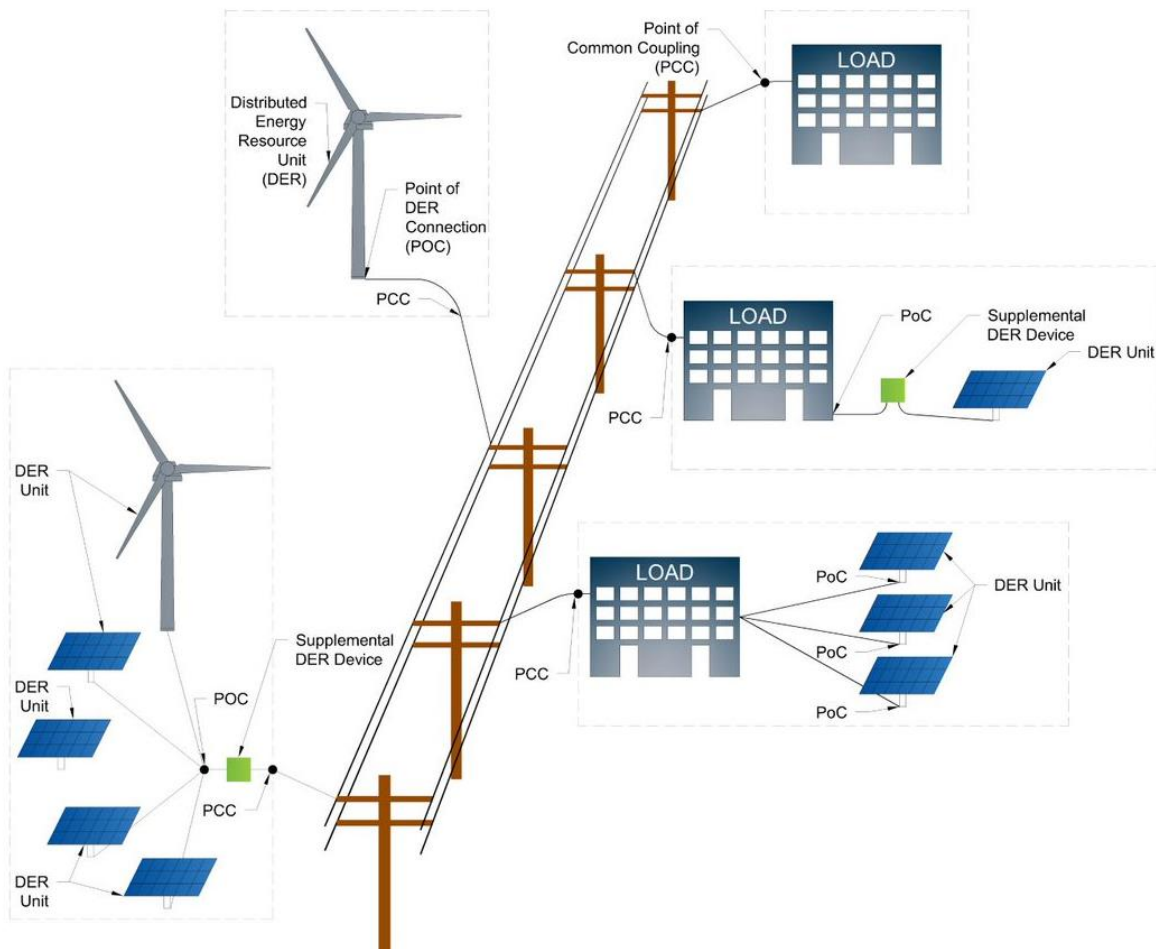 Point of
Common Coupling
(PCC)
LOAD
Distributed
Energy
Resource
Unit
(DER)
Point of
DER
Connection
(POC)
PCC
LOAD
PoC
Supplemental
DER Device
DER Unit
PCC
DER
Unit
LOAD
PoC
DER Unit
PoC
PoC
PCC
Supplemental
DER Device
DER
Unit
POC
PCC
DER
Unit